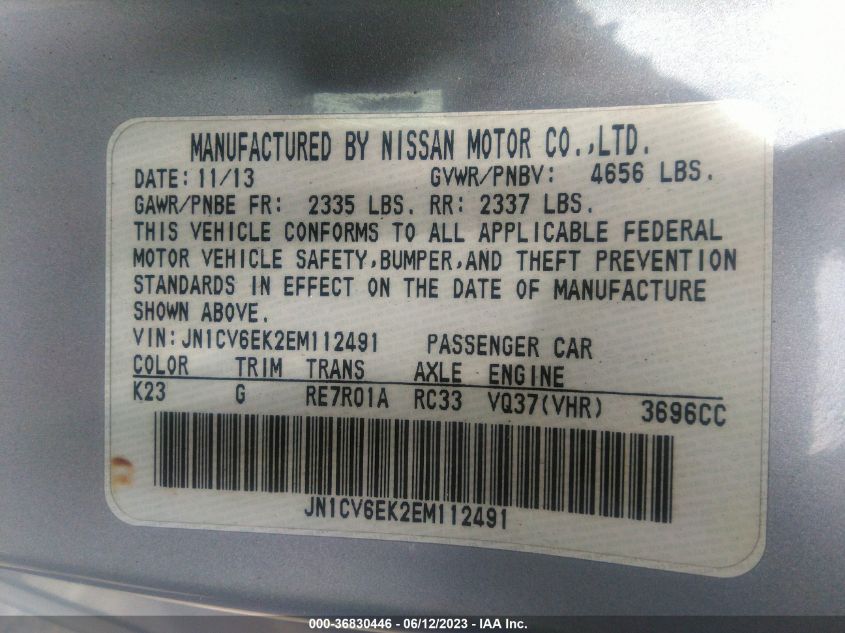 MANUFACTURED BY NISSAN MOTOR CO.,LTD.
DATE: 11/13 GVWR/PNBV: 4656 LBS.
GAWR/PNBE FR: 2335 LBS. RR: 2337 LBS.
THIS VEHICLE CONFORMS TO ALL APPLICABLE FEDERAL
MOTOR VEHICLE SAFETY,BUMPER,AND THEFT PREVENTION
STANDARDS IN EFFECT ON THE DATE OF MANUFACTURE
SHOWN ABOVE.
VIN:JN1CV6EK2EM112491 PASSENGER CAR
COLOR TRIM TRANS AXLE ENGINE
K23 G RE7R01A RC33 VQ37(VHR) 3696CC
JN1CV6EK2EM112491
000-36830446 - 06/12/2023 - IAA Inc.